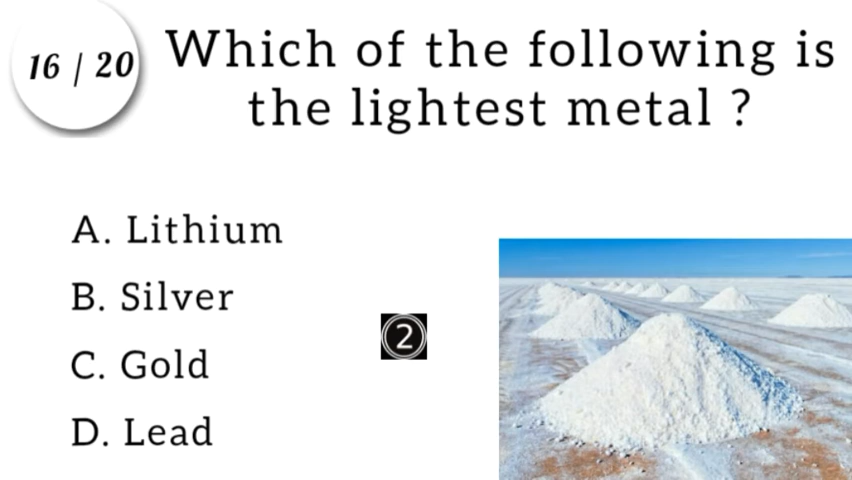 16 / 20
Which of the following is
the lightest metal ?
A. Lithium
B. Silver
C. Gold
D. Lead
2